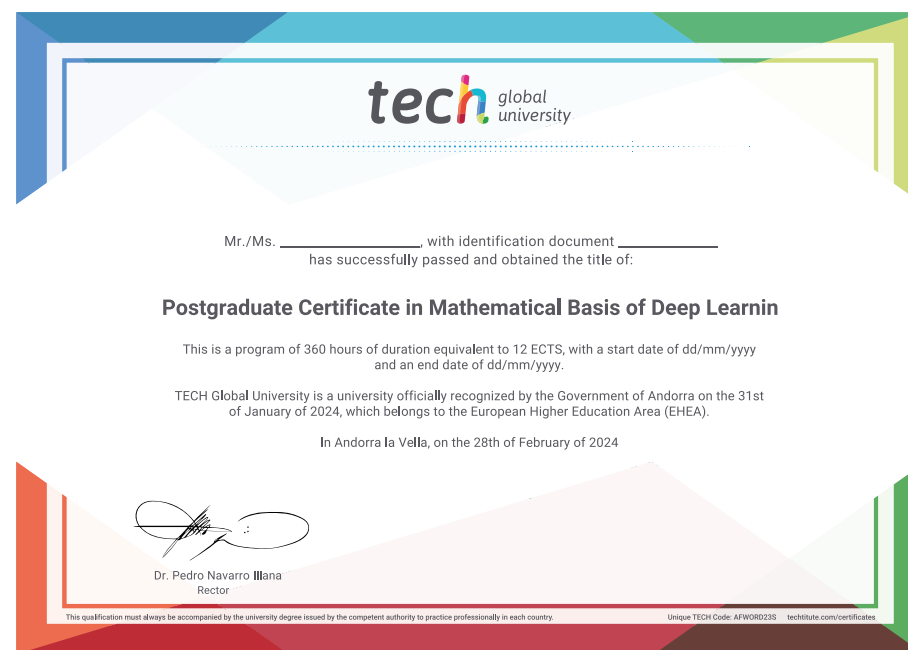 tech global university
Mr./Ms. ____________________, with identification document ______________
has successfully passed and obtained the title of:
Postgraduate Certificate in Mathematical Basis of Deep Learnin
This is a program of 360 hours of duration equivalent to 12 ECTS, with a start date of dd/mm/yyyy
and an end date of dd/mm/yyyy.
TECH Global University is a university officially recognized by the Government of Andorra on the 31st
of January of 2024, which belongs to the European Higher Education Area (EHEA).
In Andorra la Vella, on the 28th of February of 2024
Dr. Pedro Navarro Illana
Rector
This qualification must always be accompanied by the university degree issued by the competent authority to practice professionally in each country.
Unique TECH Code: AFWORD23S techtitute.com/certificates